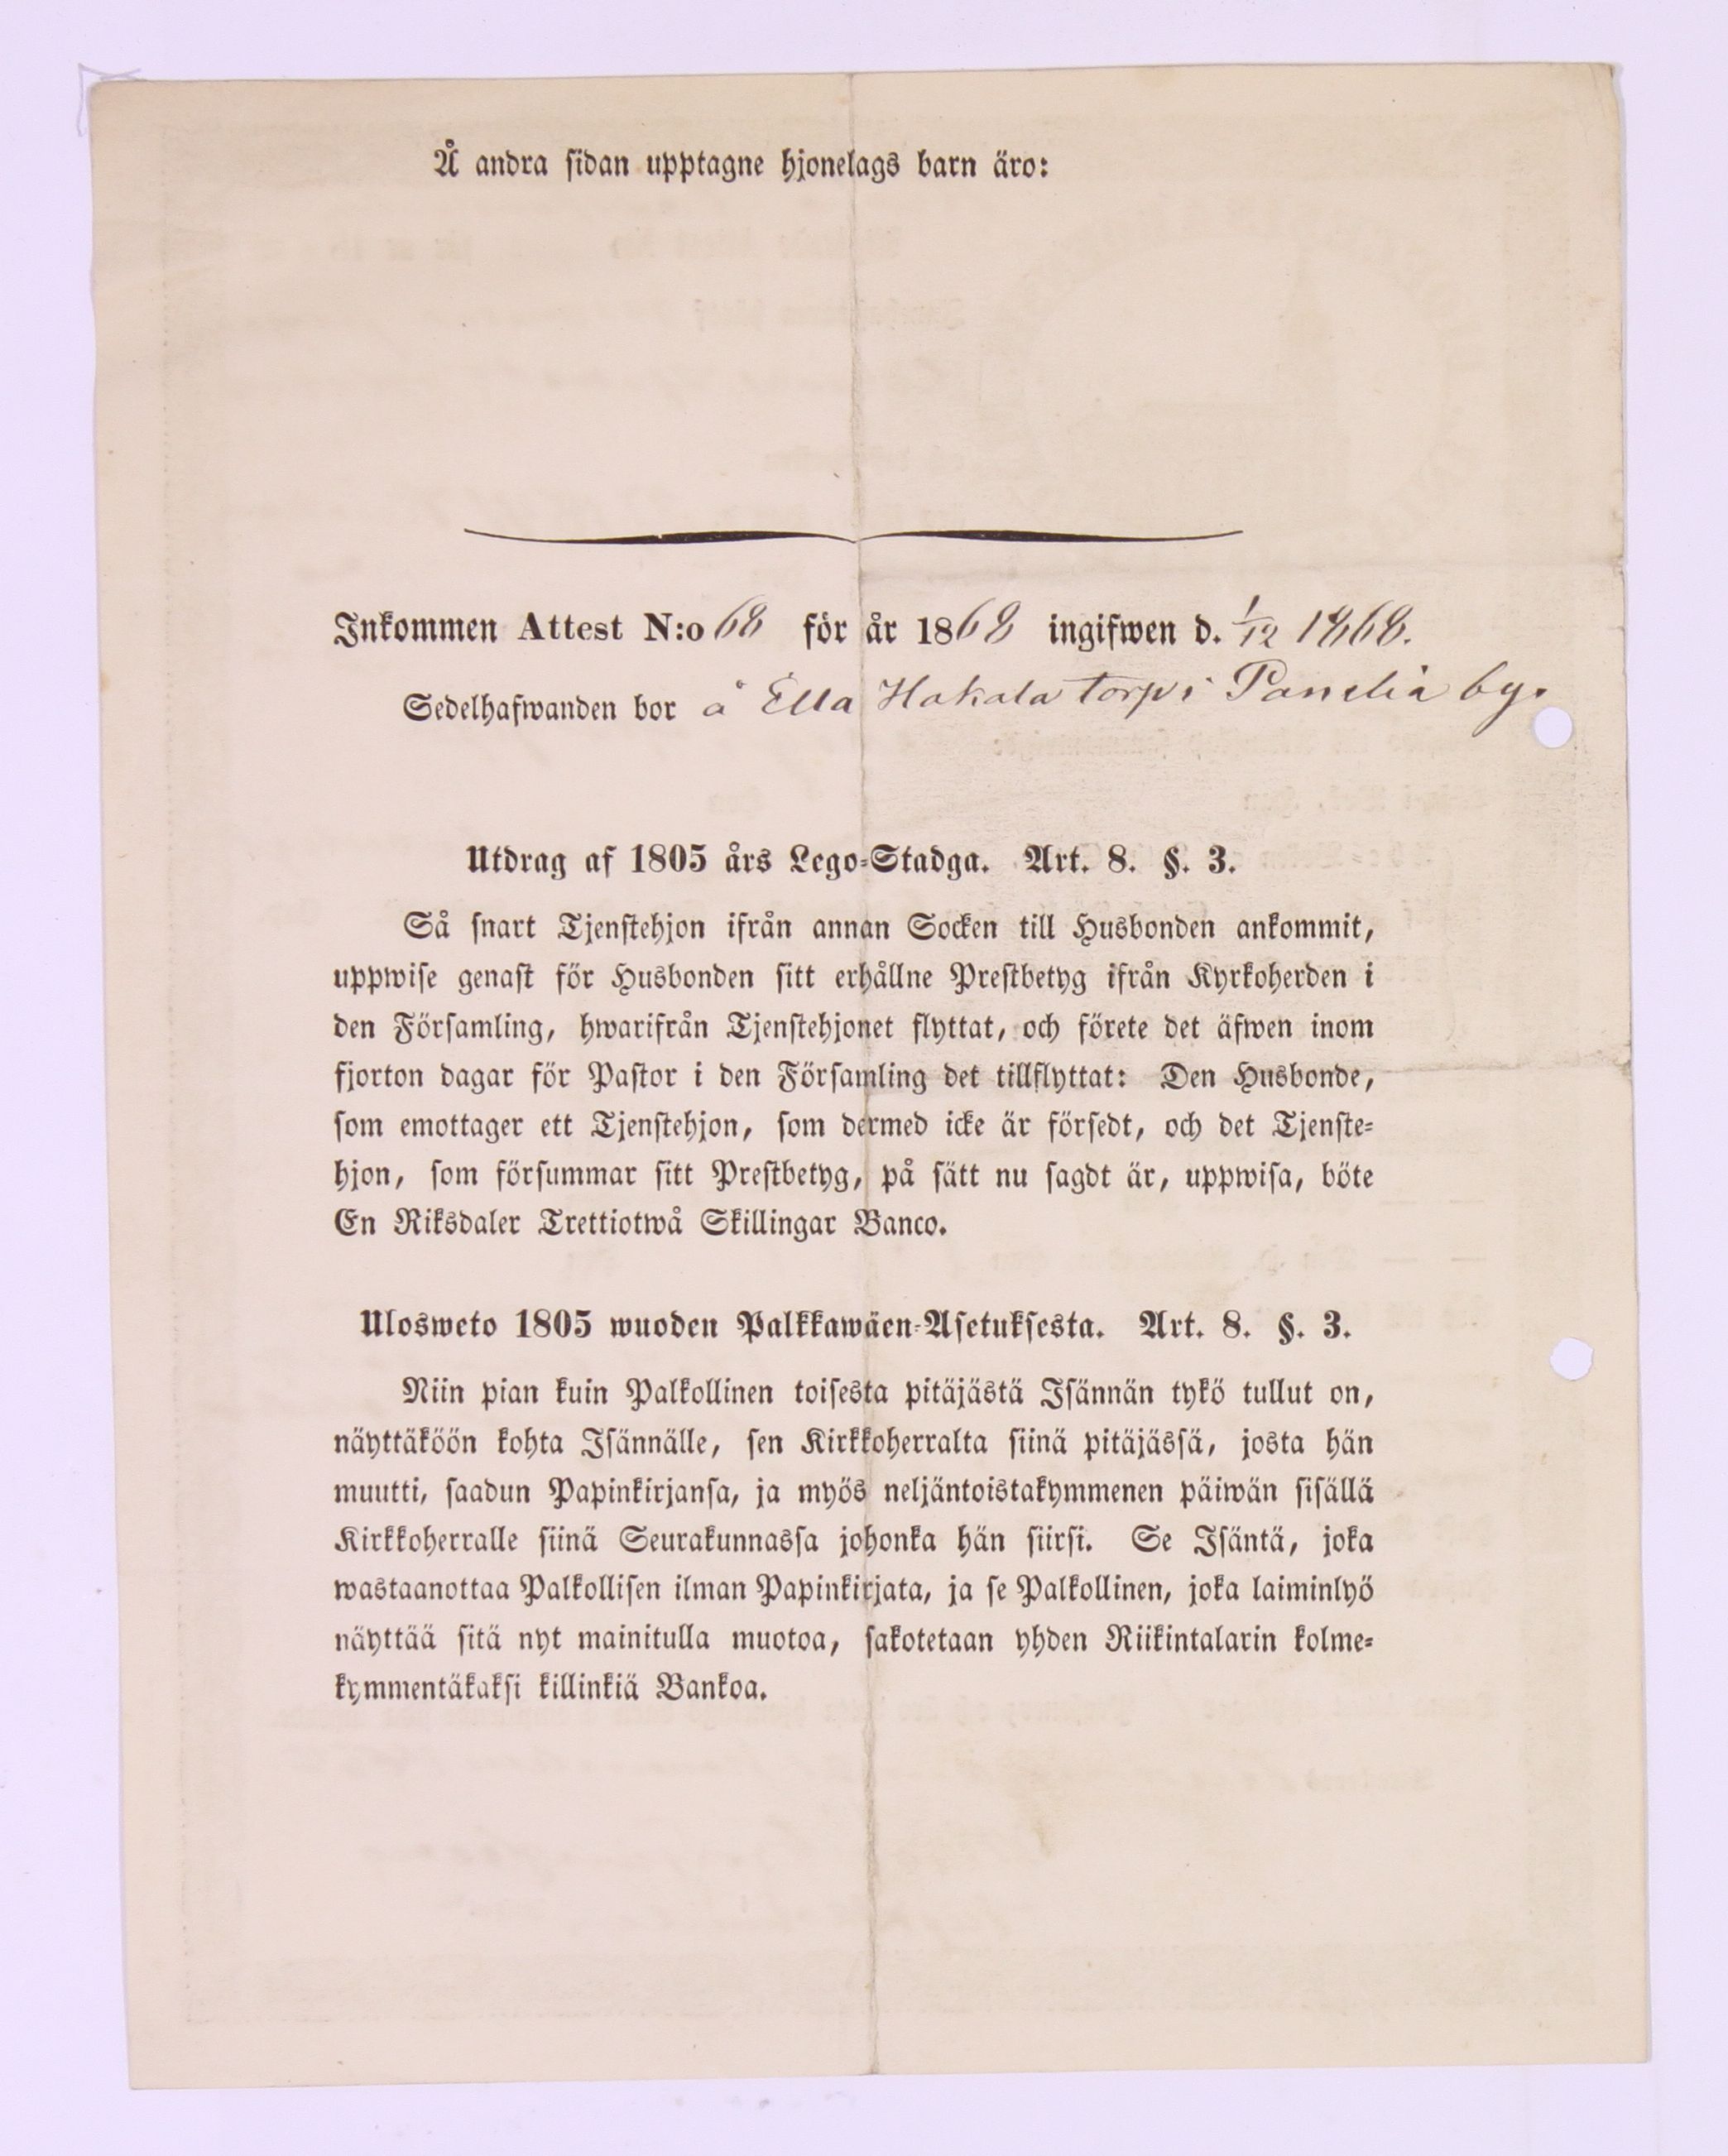 Å andra sidan upptagne hjonelags barn äro:
Inkommen Attest N:o 68 för år 1868 ingifwen d. 1/12 1868.
Sedelhafwanden bor å Ella Hakala torp i Panelia by.
Utdrag af 1805 års Lego-Stadga. Art. 8. §. 3.
Så snart Tjenstehjon ifrån annan Socken till Husbonden ankommit,
uppwise genast för Husbonden sitt erhållne Prestbetyg ifrån Kyrkoherden i
den Församling, hwarifrån Tjenstehjonet flyttat, och förete det äfwen inom
fjorton dagar för Pastor i den Församling det tillflyttat: Den Husbonde,
som emottager ett Tjenstehjon, som dermed icke är försedt, och det Tjenste-
hjon, som försummar sitt Prestbetyg, på sätt nu sagdt är, uppwisa, böte
En Riksdaler Trettiotwå Skillingar Banco.
Ulosweto 1805 wuoden Palkkawäen-Asetuksesta. Art. 8. §. 3.
Niin pian kuin Palkollinen toisesta pitäjästä Isännän tykö tullut on,
näyttäköön kohta Isännälle, sen Kirkkoherralta siinä pitäjässä, josta hän
muutti, saadun Papinkirjansa, ja myös neljäntoistakymmenen päiwän sisällä
Kirkkoherralle siinä Seurakunnassa johonka hän siirsi. Se Isäntä, joka
wastaanottaa Palkollisen ilman Papinkirjata, ja se Palkollinen, joka laiminlyö
näyttää sitä nyt mainitulla muotoa, sakotetaan yhden Riikintalarin kolme-
kymmentäkaksi killinkiä Bankoa.